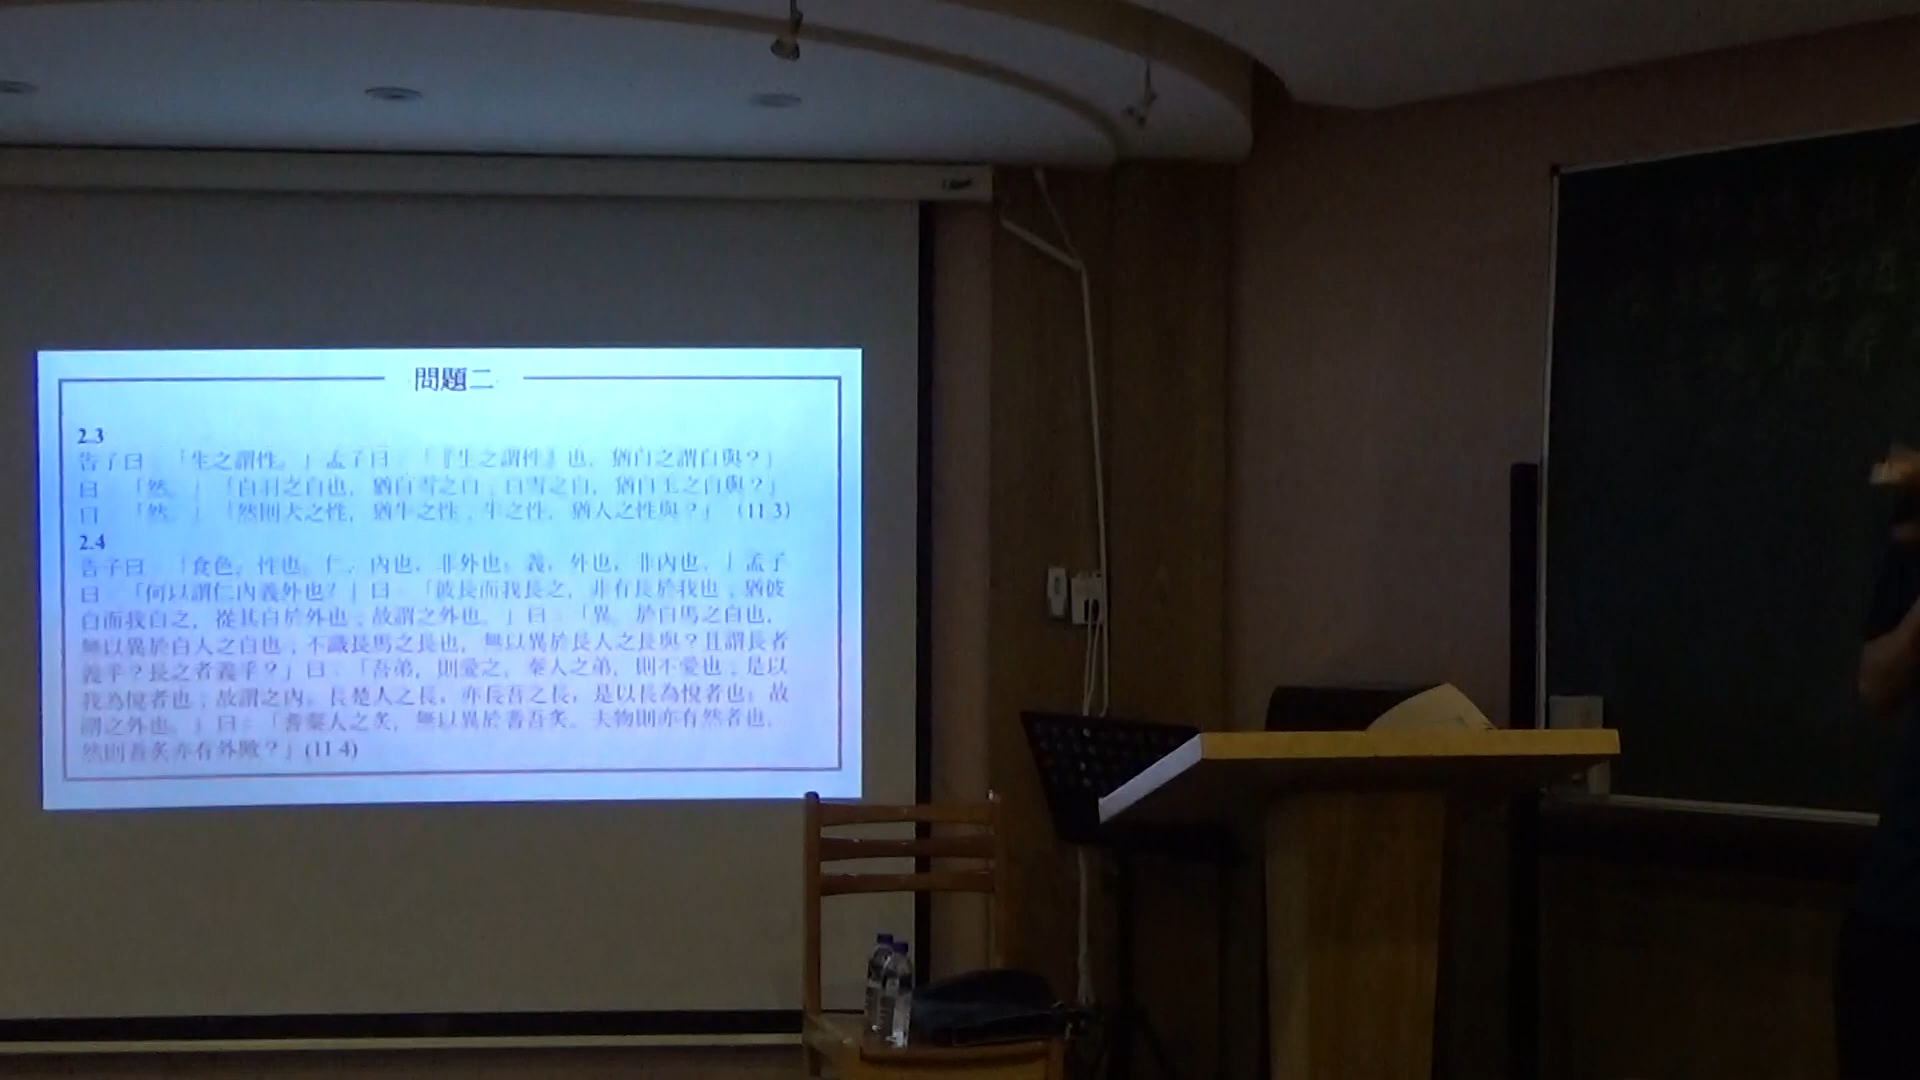 問題二
2.3
告子曰：「生之謂性。」孟子曰：「『生之謂性』也，猶白之謂白與？」
曰：「然。」「白羽之白也，猶白雪之白；白雪之白，猶白玉之白與？」
曰：「然。」「然則犬之性，猶牛之性；牛之性，猶人之性與？」（11.3）
2.4
告子曰：「食色，性也。仁，內也，非外也；義，外也，非內也。」孟子
曰：「何以謂仁內義外也？」曰：「彼長而我長之，非有長於我也；猶彼
白而我白之，從其白於外也；故謂之外也。」曰：「異。於白馬之白也，
無以異於白人之白也；不識長馬之長也，無以異於長人之長與？且謂長者
義乎？長之者義乎？」曰：「吾弟，則愛之，秦人之弟，則不愛也；是以
我為悅者也；故謂之內。長楚人之長，亦長吾之長，是以長為悅者也；故
謂之外也。」曰：「耆秦人之炙，無以異於耆吾炙。夫物則亦有然者也，
然則耆炙亦有外歟？」(11.4)